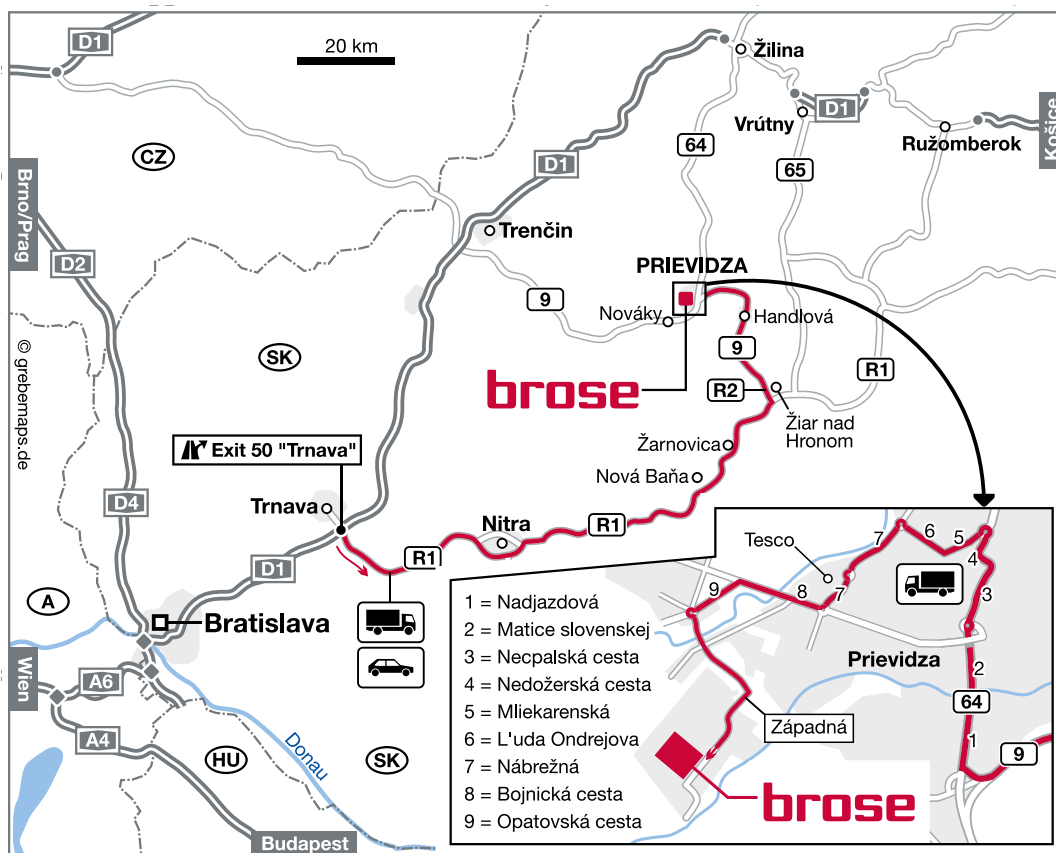 D1
20 km
Žilina
D1
Vrútny
64
Ružomberok
Košice
CZ
D1
65
Brno/Prag
Trenčin
D2
PRIEVIDZA
9
Nováky
Handlová
© grebemaps.de
SK
9
R1
brose
R2
Žiar nad
Hronom
Exit 50 "Trnava"
Žarnovica
Nová Baňa
D4
Trnava
Nitra
R1
R1
D1
A
Bratislava
Wien
A6
A4
Donau
HU
SK
Budapest
1 = Nadjazdová
2 = Matice slovenskej
3 = Necpalská cesta
4 = Nedožerská cesta
5 = Mliekarenská
6 = L'uda Ondrejova
7 = Nábrežná
8 = Bojnická cesta
9 = Opatovská cesta
7
6
5
4
Tesco
9
8
7
3
Prievidza
2
64
Západná
1
9
brose